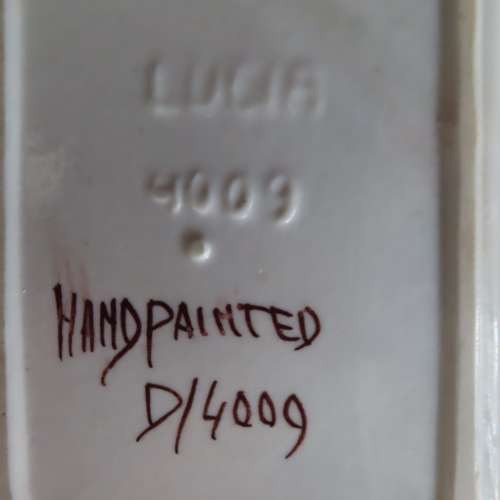 LUCIA
4009
HANDPAINTED
D/4009